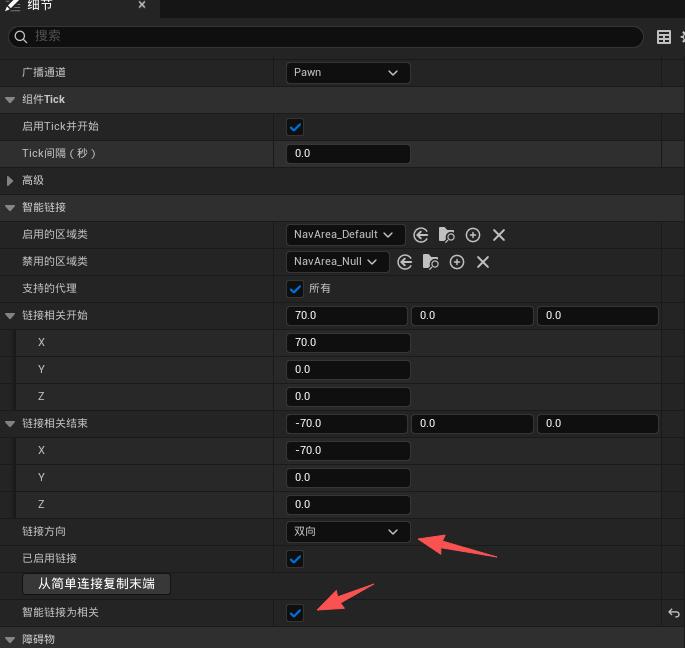 细节
搜索
广播通道 Pawn
组件Tick
启用Tick并开始
Tick间隔（秒） 0.0
高级
智能链接
启用的区域类 NavArea_Default
禁用的区域类 NavArea_Null
支持的代理 所有
链接相关开始 70.0 0.0 0.0
X 70.0
Y 0.0
Z 0.0
链接相关结束 -70.0 0.0 0.0
X -70.0
Y 0.0
Z 0.0
链接方向 双向
已启用链接
从简单连接复制末端
智能链接为相关
障碍物